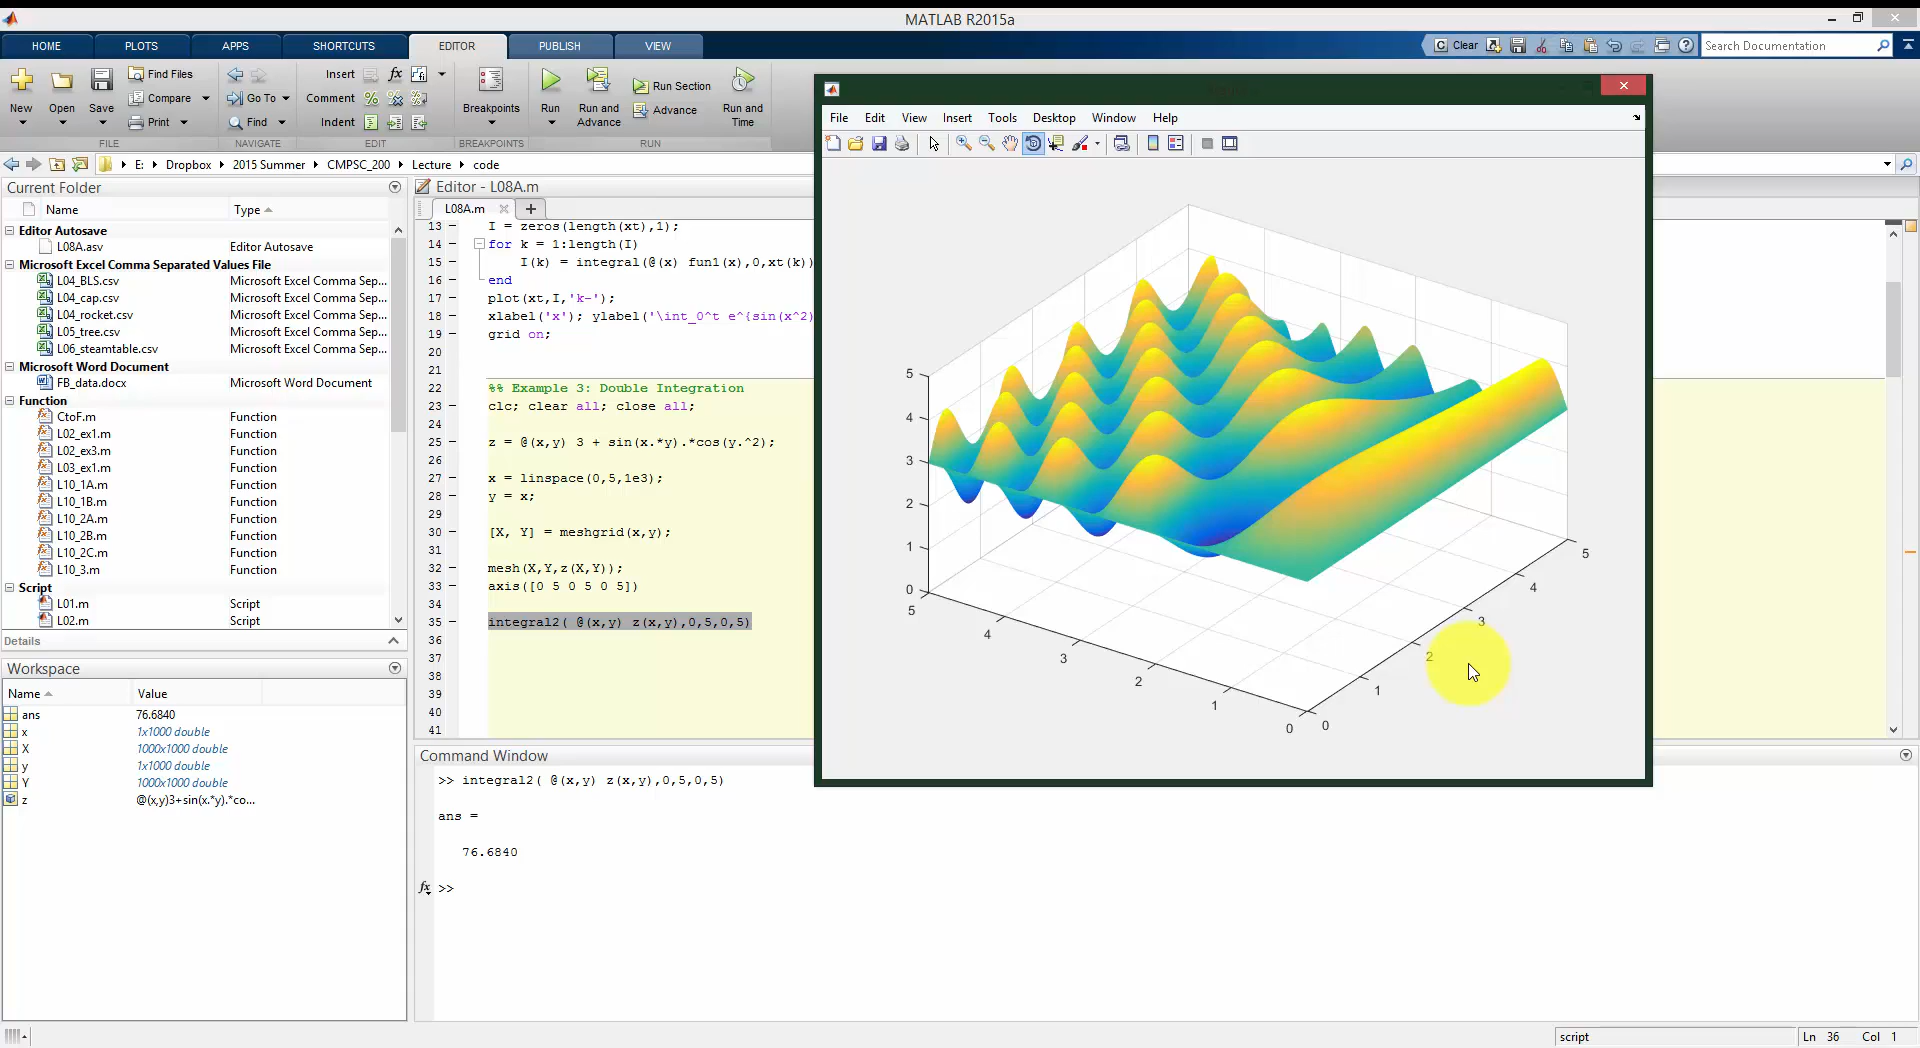 MATLAB R2015a
HOME PLOTS APPS SHORTCUTS EDITOR PUBLISH VIEW
Clear
Search Documentation
Find Files
Compare
Print
New Open Save
FILE
Go To
Find
NAVIGATE
Insert fx
Comment
Indent
EDIT
Breakpoints
BREAKPOINTS
Run
Run and Advance
Run Section
Advance
Run and Time
RUN
E: Dropbox 2015 Summer CMPSC_200 Lecture code
Current Folder
Name Type
Editor Autosave
L08A.asv Editor Autosave
Microsoft Excel Comma Separated Values File
L04_BLS.csv Microsoft Excel Comma Sep...
L04_cap.csv Microsoft Excel Comma Sep...
L04_rocket.csv Microsoft Excel Comma Sep...
L05_tree.csv Microsoft Excel Comma Sep...
L06_steamtable.csv Microsoft Excel Comma Sep...
Microsoft Word Document
FB_data.docx Microsoft Word Document
Function
CtoF.m Function
L02_ex1.m Function
L02_ex3.m Function
L03_ex1.m Function
L10_1A.m Function
L10_1B.m Function
L10_2A.m Function
L10_2B.m Function
L10_2C.m Function
L10_3.m Function
Script
L01.m Script
L02.m Script
Details
Workspace
Name Value
ans 76.6840
x 1x1000 double
X 1000x1000 double
y 1x1000 double
Y 1000x1000 double
z @(x,y)3+sin(x.*y).*co...
Editor - L08A.m
L08A.m
13 I = zeros(length(xt),1);
14 for k = 1:length(I)
15 I(k) = integral(@(x) fun1(x),0,xt(k))
16 end
17 plot(xt,I,'k-');
18 xlabel('x'); ylabel('\int_0^t e^{sin(x^2)
19 grid on;
20
21
22 %% Example 3: Double Integration
23 clc; clear all; close all;
24
25 z = @(x,y) 3 + sin(x.*y).*cos(y.^2);
26
27 x = linspace(0,5,1e3);
28 y = x;
29
30 [X, Y] = meshgrid(x,y);
31
32 mesh(X,Y,z(X,Y));
33 axis([0 5 0 5 0 5])
34
35 integral2( @(x,y) z(x,y),0,5,0,5)
36
37
38
39
40
41
Command Window
>> integral2( @(x,y) z(x,y),0,5,0,5)
ans =
76.6840
fx >>
File Edit View Insert Tools Desktop Window Help
5
4
3
2
1
0
5
4
3
2
1
0
0
1
2
3
4
5
script Ln 36 Col 1